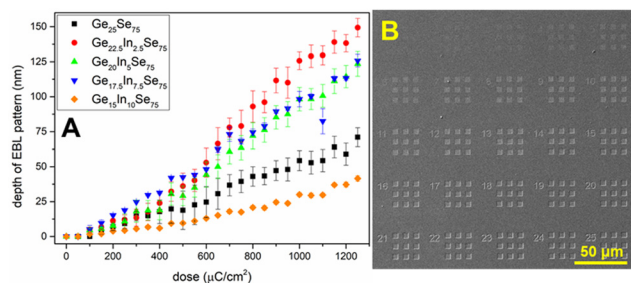 150
125
100
75
50
25
0
depth of EBL pattern (nm)
Ge25Se75
Ge22.5In2.5Se75
Ge20In5Se75
Ge17.5In7.5Se75
Ge15In10Se75
A
0 200 400 600 800 1000 1200
dose (μC/cm²)
B
10
11 12 13 14 15
16 17 18 19 20
21 22 23 24 25
50 μm